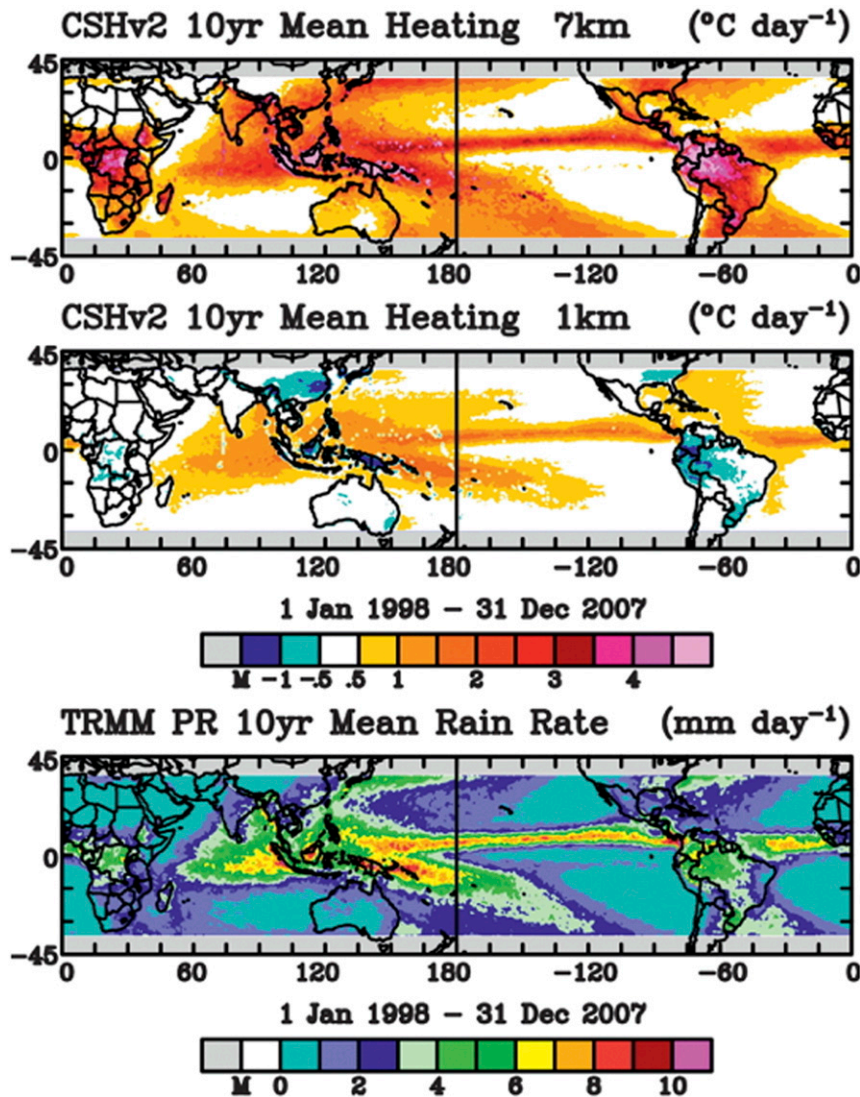 CSHv2 10yr Mean Heating 7km (°C day⁻¹)
45
0
-45
0 60 120 180 -120 -60 0
CSHv2 10yr Mean Heating 1km (°C day⁻¹)
45
0
-45
0 60 120 180 -120 -60 0
1 Jan 1998 - 31 Dec 2007
M -1 -.5 .5 1 2 3 4
TRMM PR 10yr Mean Rain Rate (mm day⁻¹)
45
0
-45
0 60 120 180 -120 -60 0
1 Jan 1998 - 31 Dec 2007
M 0 2 4 6 8 10